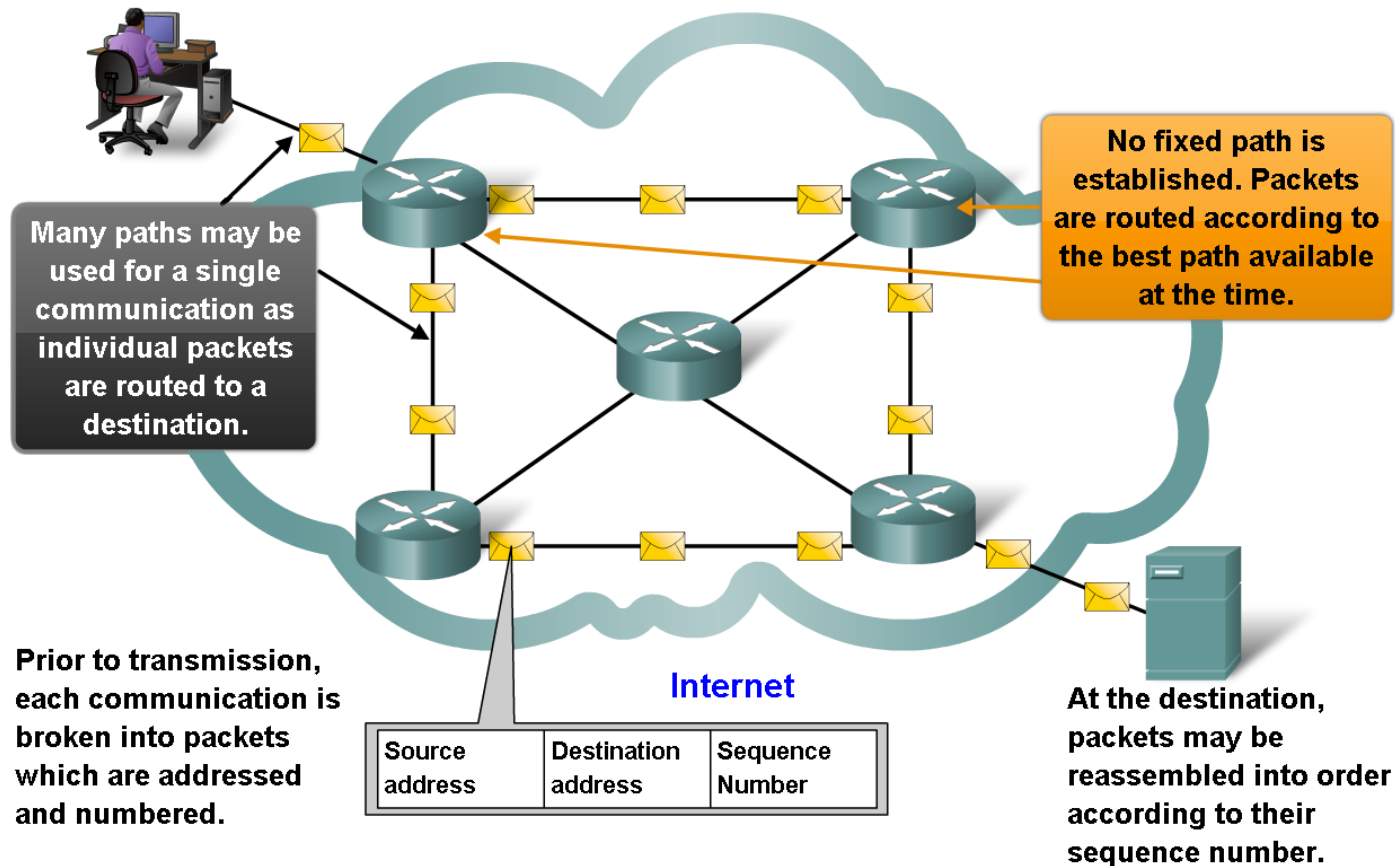 No fixed path is
established. Packets
are routed according to
the best path available
at the time.
Many paths may be
used for a single
communication as
individual packets
are routed to a
destination.
Prior to transmission,
each communication is
broken into packets
which are addressed
and numbered.
Internet
Source
address
Destination
address
Sequence
Number
At the destination,
packets may be
reassembled into order
according to their
sequence number.